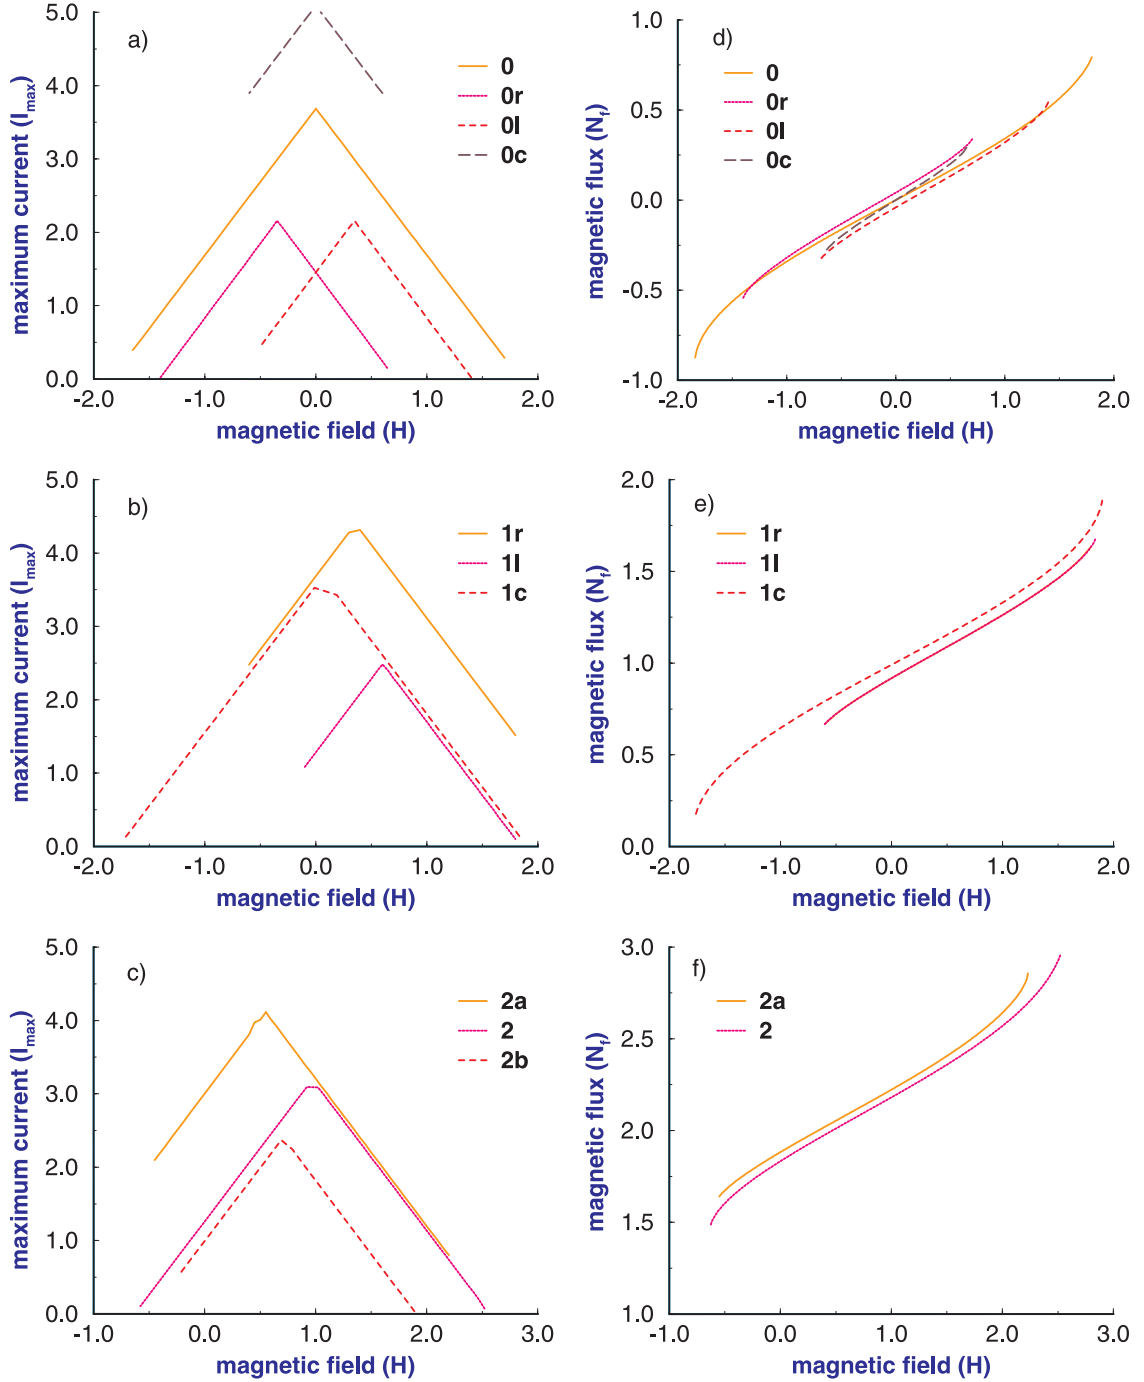 a)
maximum current (I_max)
5.0
4.0
3.0
2.0
1.0
0.0
0
0r
0l
0c
-2.0 -1.0 0.0 1.0 2.0
magnetic field (H)
d)
magnetic flux (N_f)
1.0
0.5
0.0
-0.5
-1.0
0
0r
0l
0c
-2.0 -1.0 0.0 1.0 2.0
magnetic field (H)
b)
maximum current (I_max)
5.0
4.0
3.0
2.0
1.0
0.0
1r
1l
1c
-2.0 -1.0 0.0 1.0 2.0
magnetic field (H)
e)
magnetic flux (N_f)
2.0
1.5
1.0
0.5
0.0
1r
1l
1c
-2.0 -1.0 0.0 1.0 2.0
magnetic field (H)
c)
maximum current (I_max)
5.0
4.0
3.0
2.0
1.0
0.0
2a
2
2b
-1.0 0.0 1.0 2.0 3.0
magnetic field (H)
f)
magnetic flux (N_f)
3.0
2.5
2.0
1.5
1.0
2a
2
-1.0 0.0 1.0 2.0 3.0
magnetic field (H)